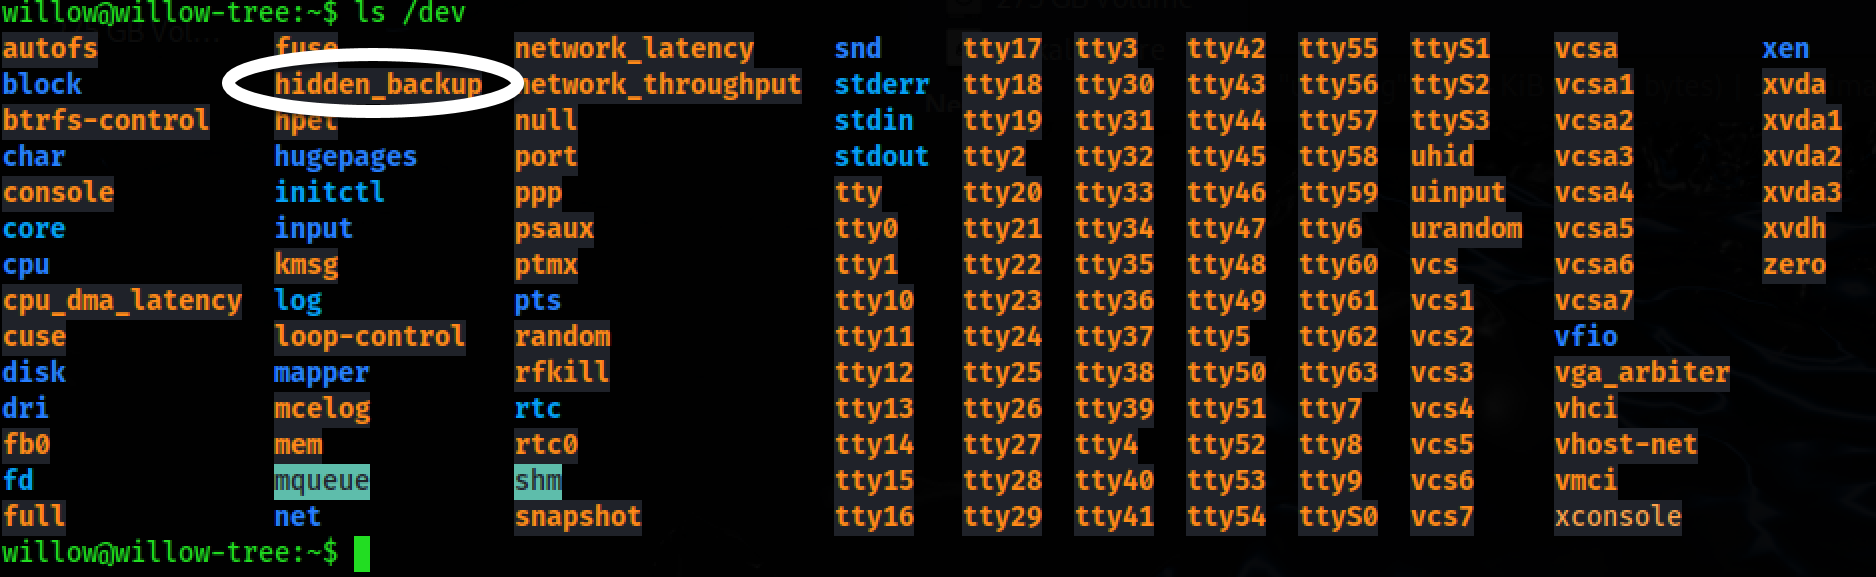 willow@willow-tree:~$ ls /dev
autofs fuse network_latency snd tty17 tty3 tty42 tty55 ttyS1 vcsa xen
block hidden_backup network_throughput stderr tty18 tty30 tty43 tty56 ttyS2 vcsa1 xvda
btrfs-control hpet null stdin tty19 tty31 tty44 tty57 ttyS3 vcsa2 xvda1
char hugepages port stdout tty2 tty32 tty45 tty58 uhid vcsa3 xvda2
console initctl ppp tty tty20 tty33 tty46 tty59 uinput vcsa4 xvda3
core input psaux tty0 tty21 tty34 tty47 tty6 urandom vcsa5 xvdh
cpu kmsg ptmx tty1 tty22 tty35 tty48 tty60 vcs vcsa6 zero
cpu_dma_latency log pts tty10 tty23 tty36 tty49 tty61 vcs1 vcsa7
cuse loop-control random tty11 tty24 tty37 tty5 tty62 vcs2 vfio
disk mapper rfkill tty12 tty25 tty38 tty50 tty63 vcs3 vga_arbiter
dri mcelog rtc tty13 tty26 tty39 tty51 tty7 vcs4 vhci
fb0 mem rtc0 tty14 tty27 tty4 tty52 tty8 vcs5 vhost-net
fd mqueue shm tty15 tty28 tty40 tty53 tty9 vcs6 vmci
full net snapshot tty16 tty29 tty41 tty54 ttyS0 vcs7 xconsole
willow@willow-tree:~$